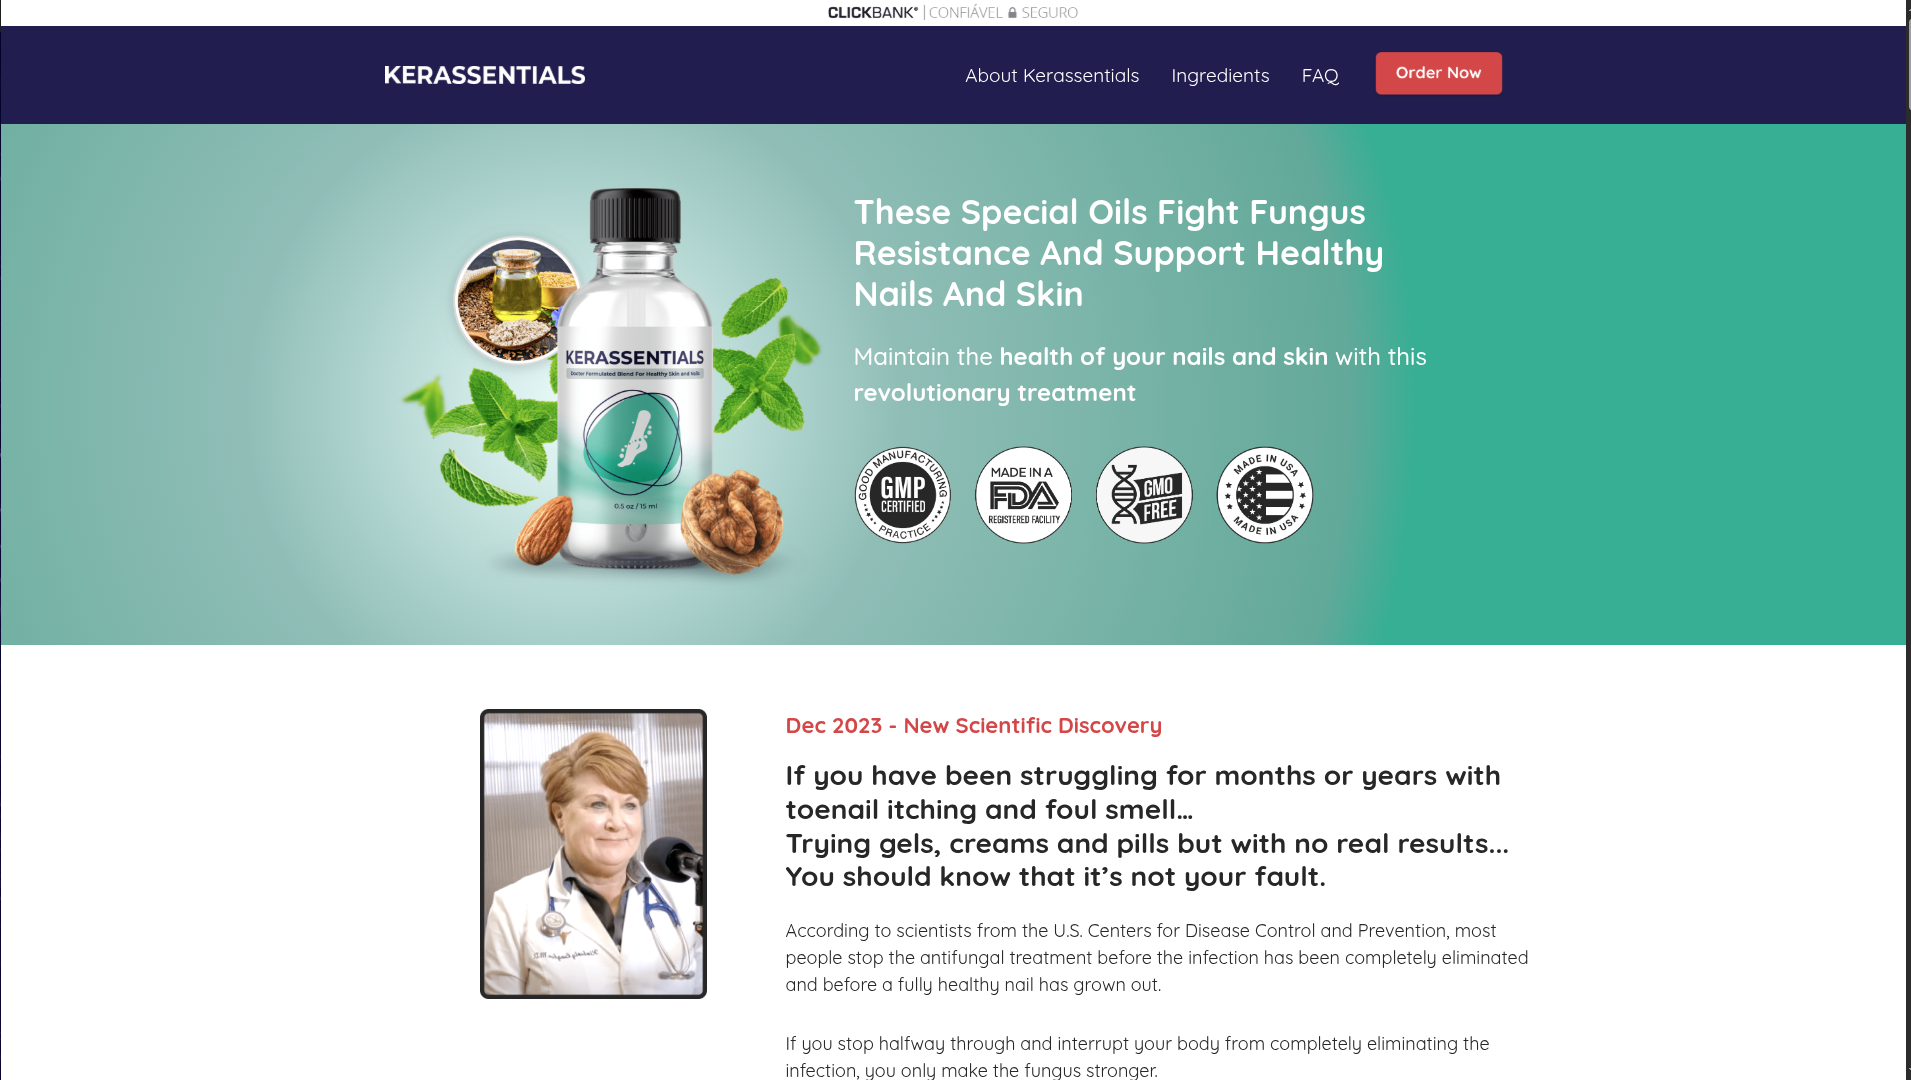 CLICKBANK® | CONFIÁVEL SEGURO
KERASSENTIALS
About Kerassentials
Ingredients
FAQ
Order Now
KERASSENTIALS
Doctor Formulated Blend For Healthy Skin and Nails
0.5 oz / 15 ml
These Special Oils Fight Fungus
Resistance And Support Healthy
Nails And Skin
Maintain the health of your nails and skin with this
revolutionary treatment
GOOD MANUFACTURING
GMP
CERTIFIED
PRACTICE
MADE IN A
FDA
REGISTERED FACILITY
GMO
FREE
MADE IN USA
MADE IN USA
Dec 2023 - New Scientific Discovery
If you have been struggling for months or years with
toenail itching and foul smell...
Trying gels, creams and pills but with no real results...
You should know that it’s not your fault.
According to scientists from the U.S. Centers for Disease Control and Prevention, most
people stop the antifungal treatment before the infection has been completely eliminated
and before a fully healthy nail has grown out.
If you stop halfway through and interrupt your body from completely eliminating the
infection, you only make the fungus stronger.